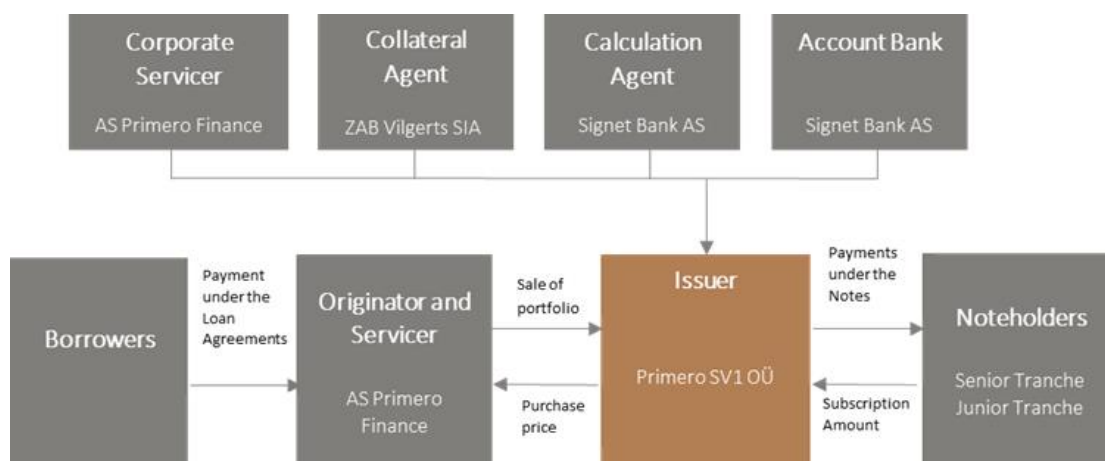 Corporate
Servicer
AS Primero Finance
Collateral
Agent
ZAB Vilgerts SIA
Calculation
Agent
Signet Bank AS
Account Bank
Signet Bank AS
Borrowers
Payment
under the
Loan
Agreements
Originator and
Servicer
AS Primero
Finance
Sale of
portfolio
Purchase
price
Issuer
Primero SV1 OÜ
Payments
under the
Notes
Subscription
Amount
Noteholders
Senior Tranche
Junior Tranche